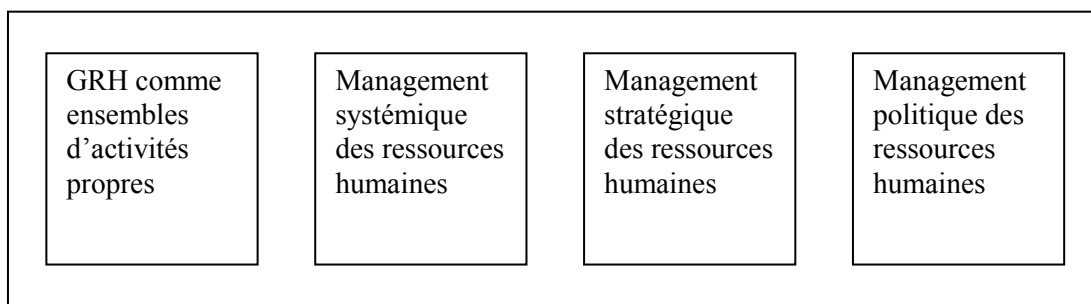 GRH comme
ensembles
d’activités
propres
Management
systémique
des ressources
humaines
Management
stratégique
des ressources
humaines
Management
politique des
ressources
humaines